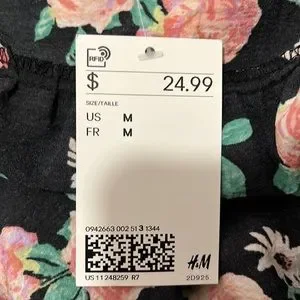 RFID
$ 24.99
SIZE/TAILLE
US M
FR M
0942663 002 51 3 1344
H&M
US 11 248259 R7 2D925